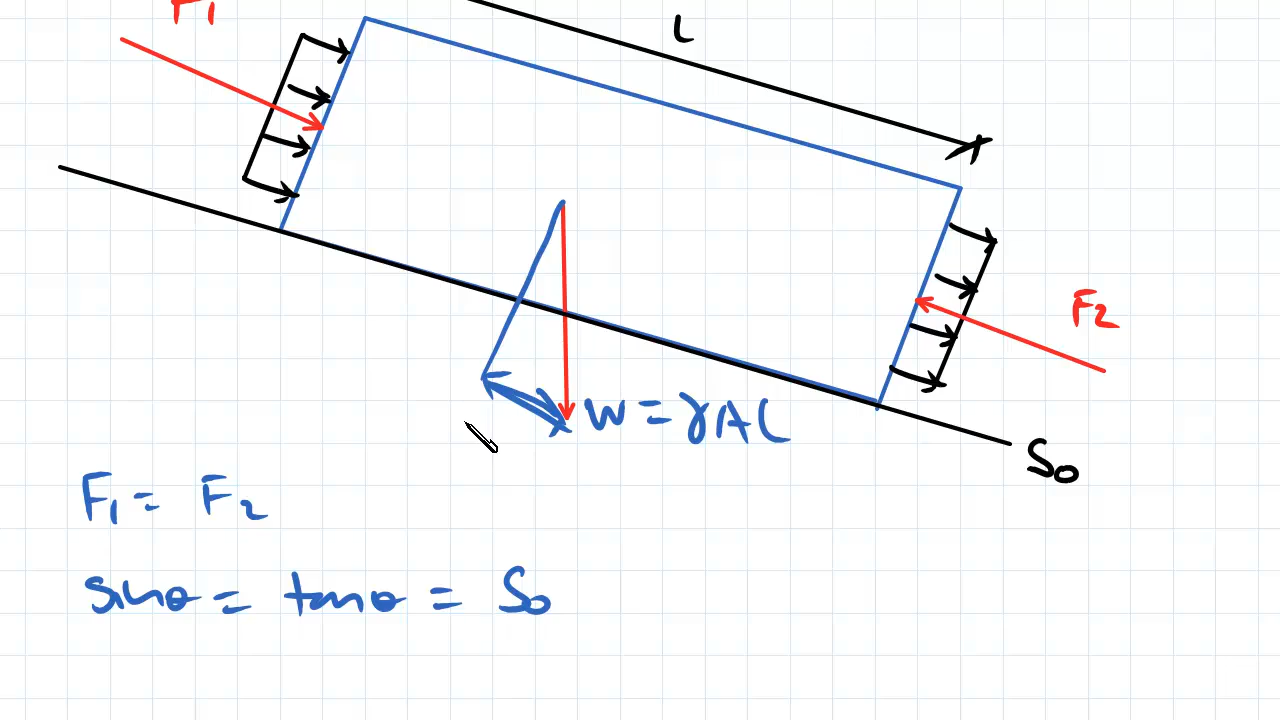 F1
L
F2
W = γAL
S0
F1 = F2
sinθ = tanθ = S0